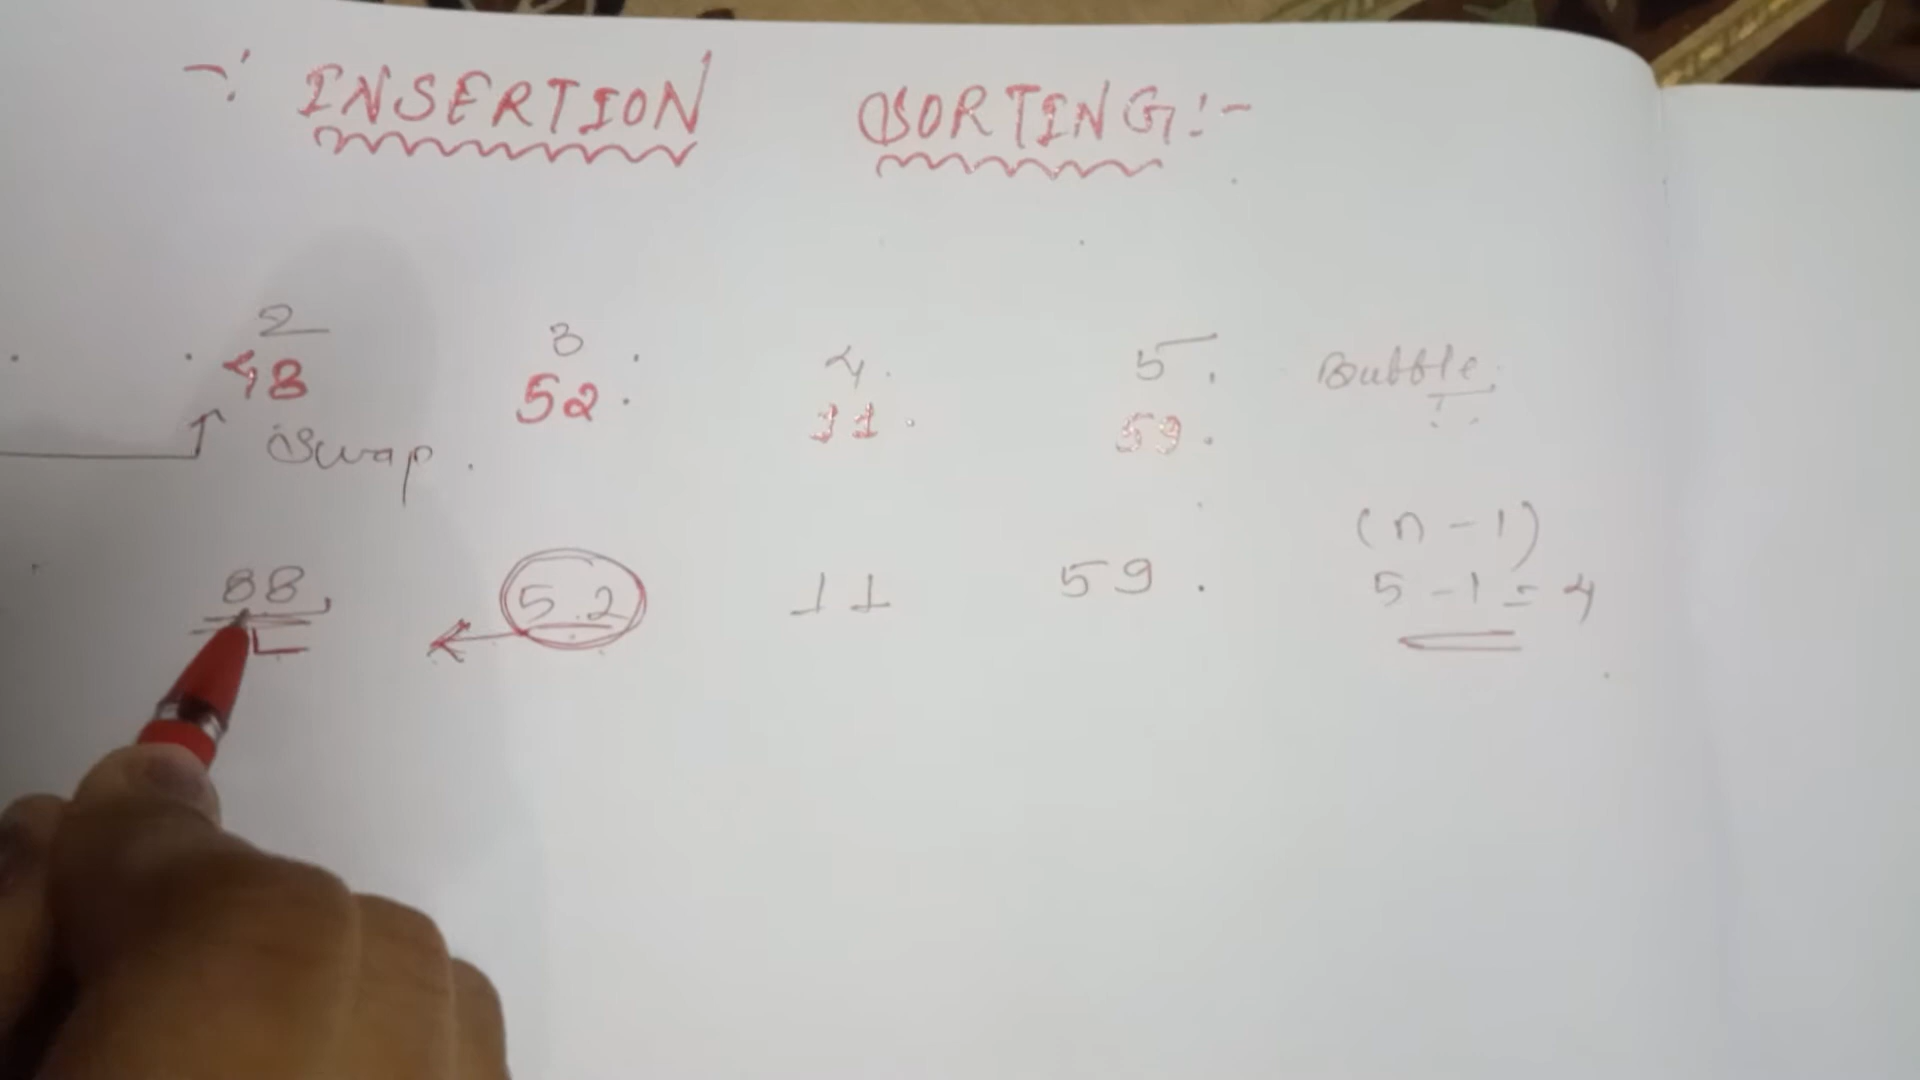 INSERTION SORTING:-
2 3 4. 5. Bubble.
48 52. 11. 59.
Swap.
(n-1)
88, 52 11 59. 5-1=4